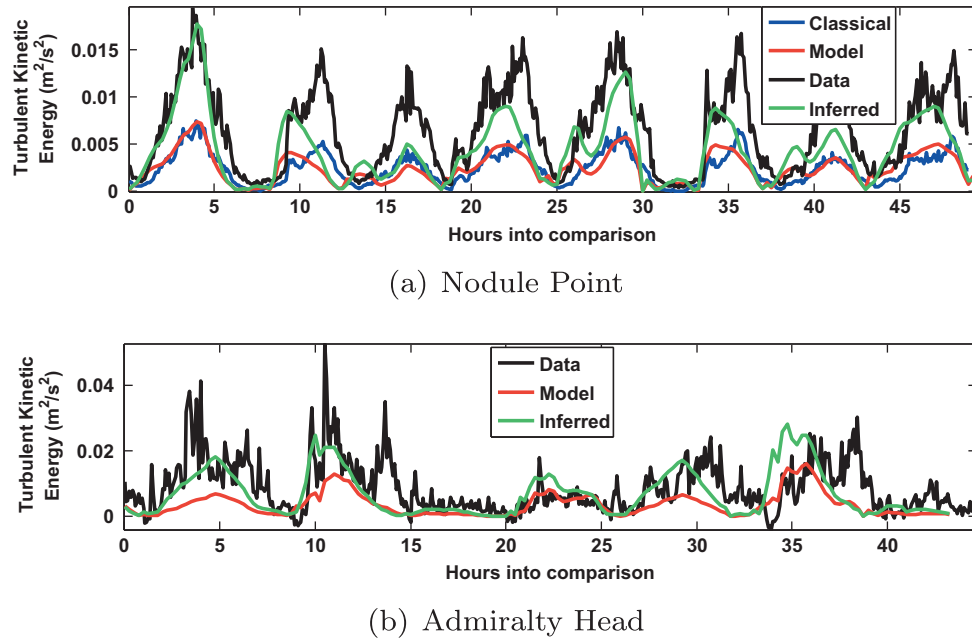 Turbulent Kinetic
Energy (m²/s²)
0.015
0.01
0.005
0
Classical
Model
Data
Inferred
0 5 10 15 20 25 30 35 40 45
Hours into comparison
(a) Nodule Point
Turbulent Kinetic
Energy (m²/s²)
0.04
0.02
0
Data
Model
Inferred
0 5 10 15 20 25 30 35 40
Hours into comparison
(b) Admiralty Head